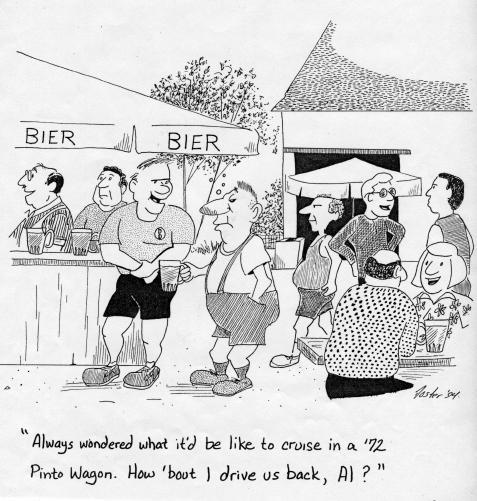 BIER
BIER
"Always wondered what it'd be like to cruise in a '72
Pinto Wagon. How 'bout I drive us back, Al?"